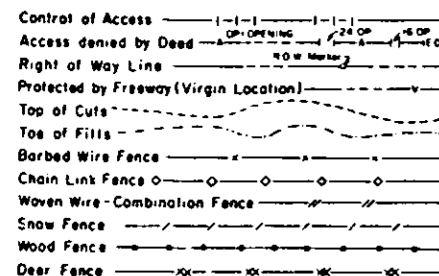 Control of Access
Access denied by Deed OP=OPENING 24 OP 16 OP
Right of Way Line R.O.W. Marker
Protected by Freeway (Virgin Location)
Top of Cuts
Toe of Fills
Barbed Wire Fence
Chain Link Fence
Woven Wire-Combination Fence
Snow Fence
Wood Fence
Deer Fence